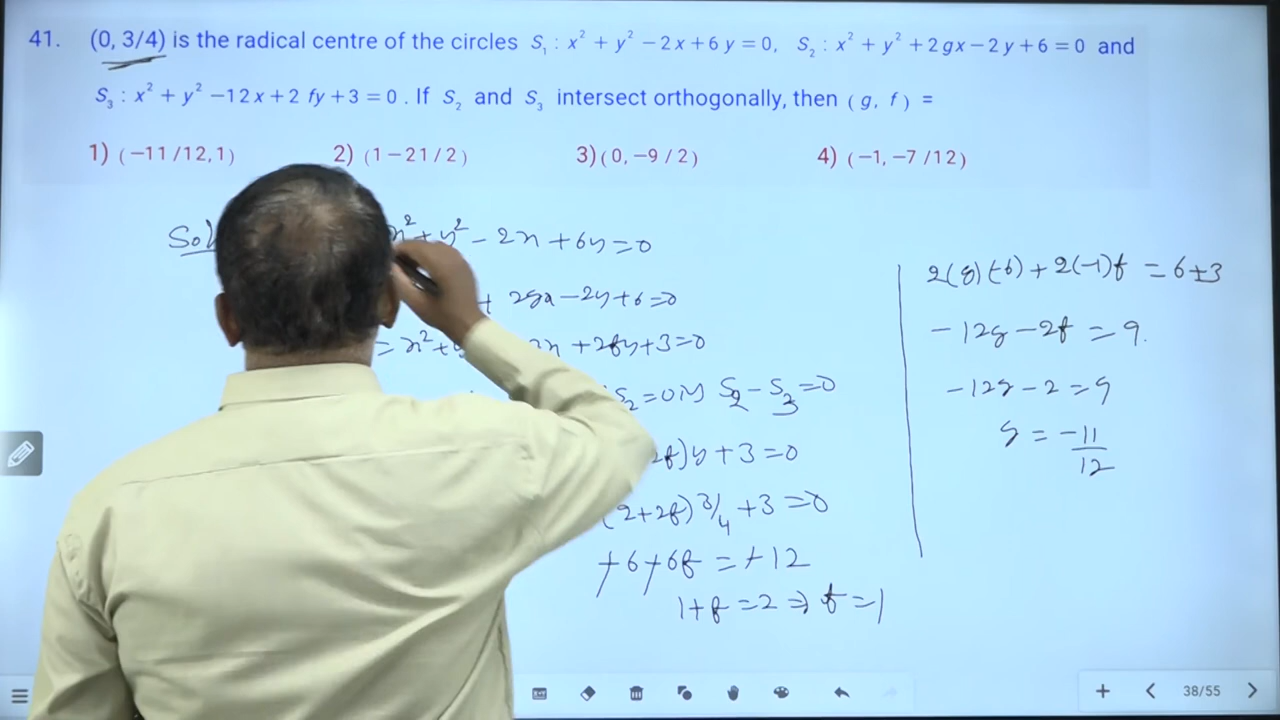 41. (0, 3/4) is the radical centre of the circles S₁ : x² + y² − 2x + 6y = 0, S₂ : x² + y² + 2gx − 2y + 6 = 0 and
S₃ : x² + y² −12x + 2 fy + 3 = 0. If S₂ and S₃ intersect orthogonally, then ( g, f ) =
1) (−11/12,1) 2) (1−21/2) 3)(0,−9/2) 4) (−1,−7/12)
Sol x² + y² − 2x + 6y = 0
+ 2gx − 2y + 6 = 0
= x² + 2x + 2fy + 3 = 0
S₂ = 0 S₂ − S₃ = 0
2f)y + 3 = 0
(2+2f) 3/4 + 3 = 0
+6+6f = +12
1+f = 2 ⇒ f = 1
2(g)(−6) + 2(−1)f = 6+3
−12g − 2f = 9.
−12g − 2 = 9
g = −11/12
38/55